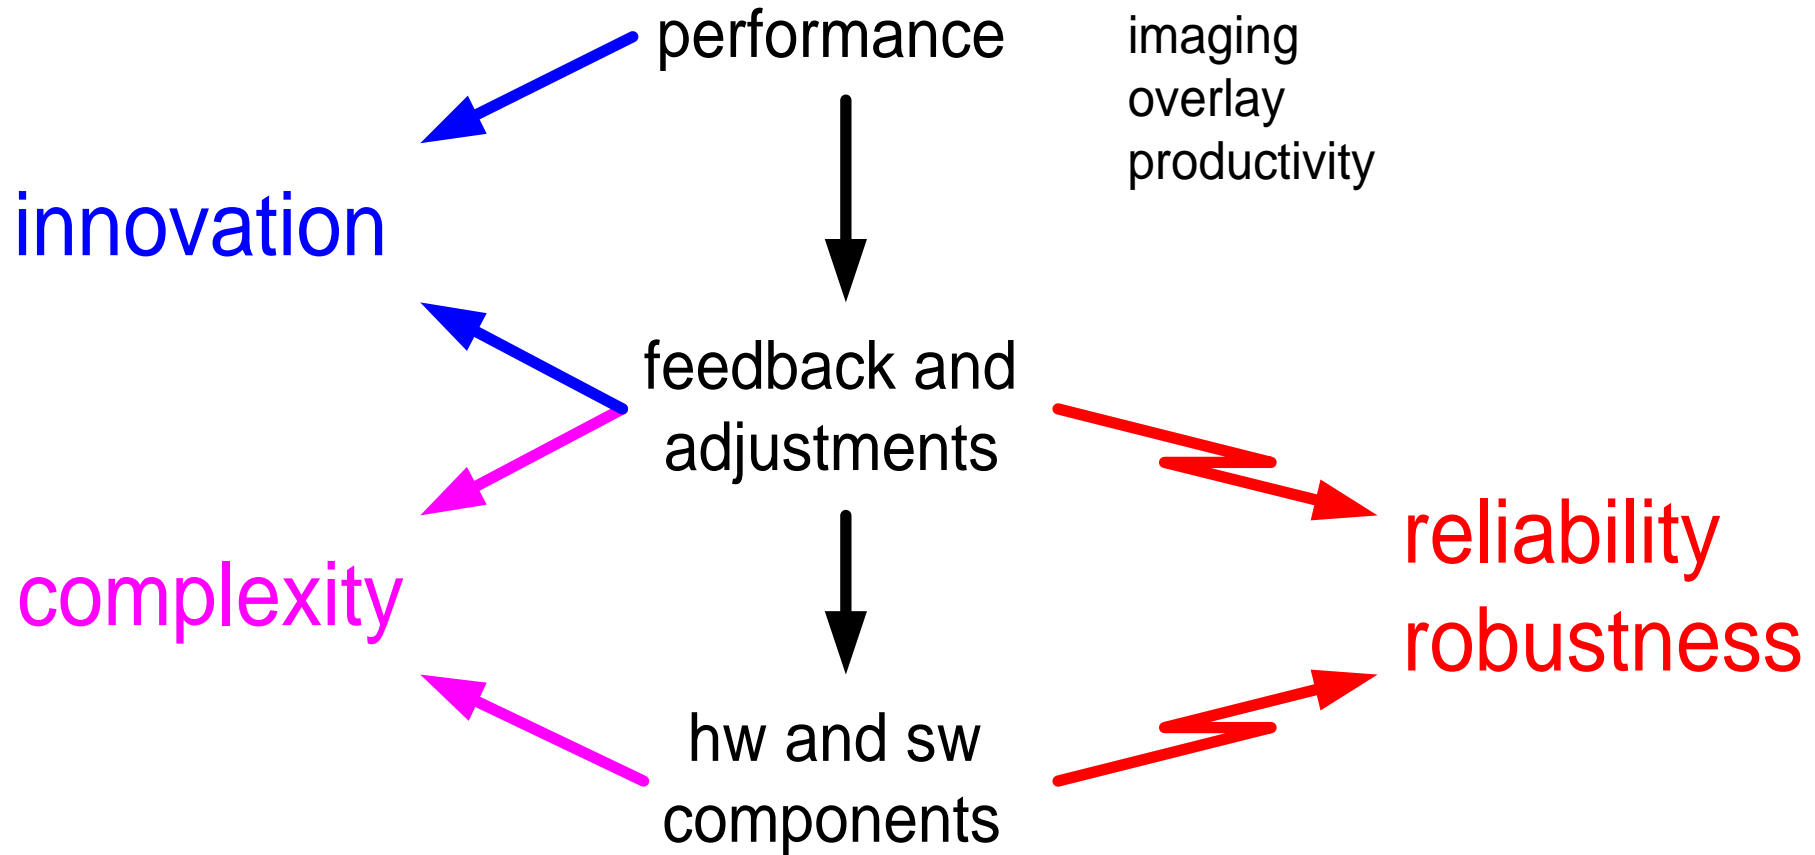 performance
imaging
overlay
productivity
innovation
feedback and
adjustments
complexity
reliability
robustness
hw and sw
components